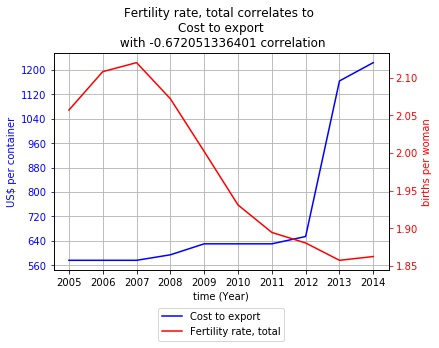 Fertility rate, total correlates to
Cost to export
with -0.672051336401 correlation
US$ per container
1200
1120
1040
960
880
800
720
640
560
births per woman
2.10
2.05
2.00
1.95
1.90
1.85
2005 2006 2007 2008 2009 2010 2011 2012 2013 2014
time (Year)
Cost to export
Fertility rate, total